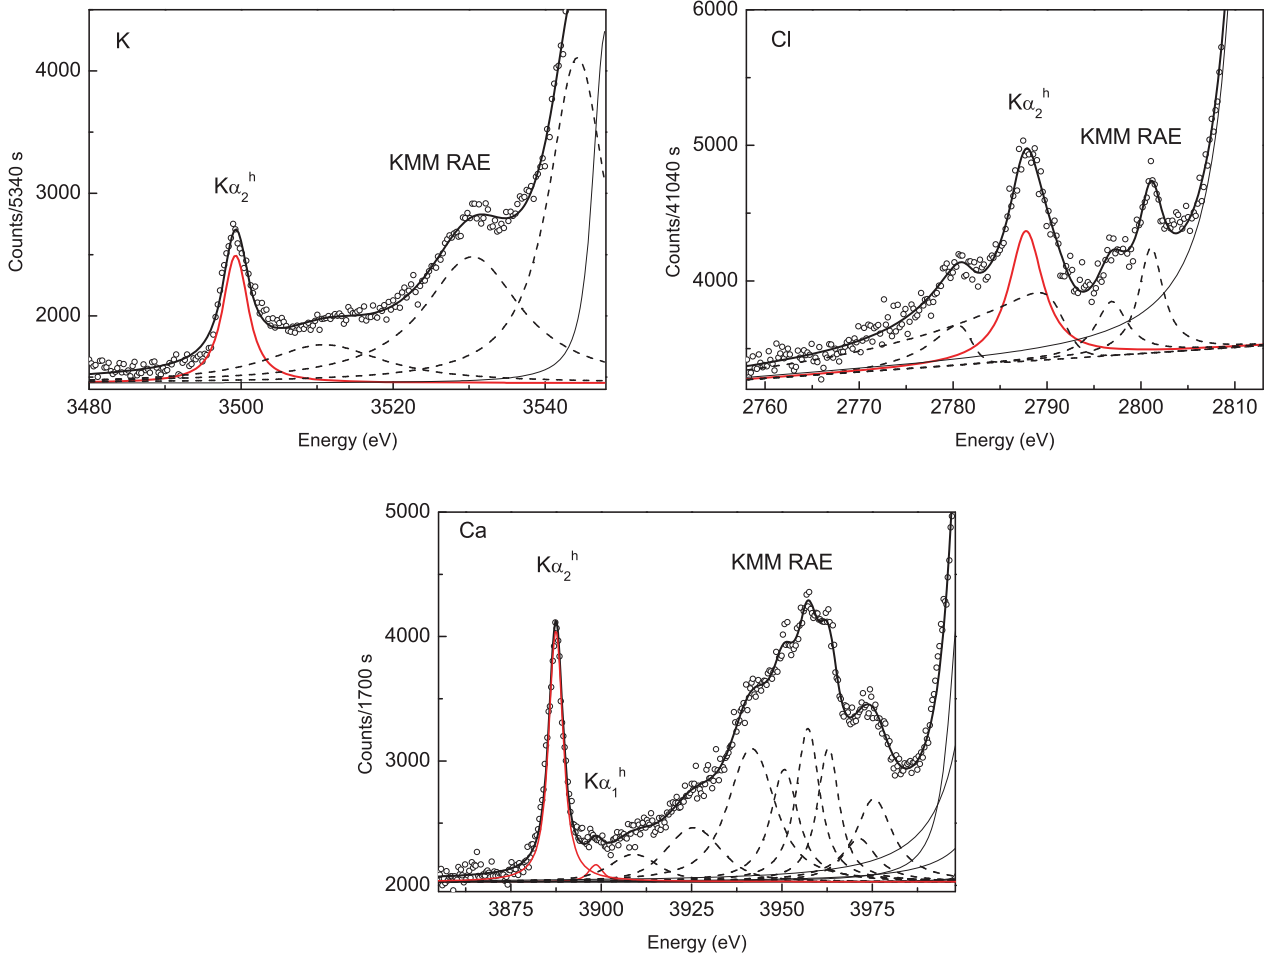 K
Kα₂ʰ
KMM RAE
4000
3000
2000
Counts/5340 s
3480 3500 3520 3540
Energy (eV)
Cl
Kα₂ʰ
KMM RAE
6000
5000
4000
Counts/41040 s
2760 2770 2780 2790 2800 2810
Energy (eV)
Ca
Kα₂ʰ
Kα₁ʰ
KMM RAE
5000
4000
3000
2000
Counts/1700 s
3875 3900 3925 3950 3975
Energy (eV)